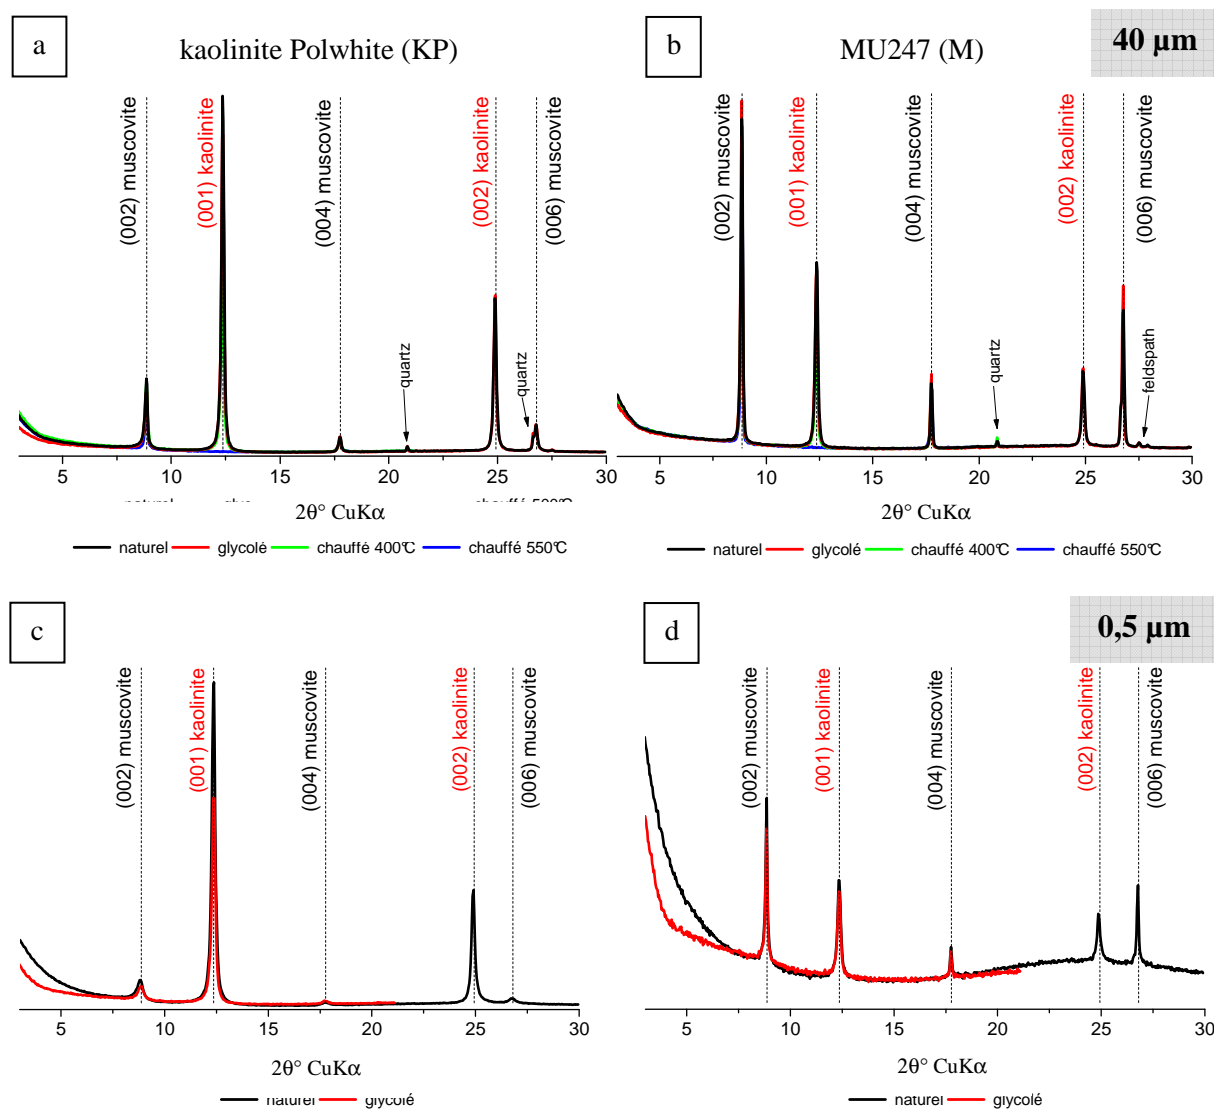 a
kaolinite Polwhite (KP)
b
MU247 (M)
40 µm
(002) muscovite
(001) kaolinite
(004) muscovite
quartz
(002) kaolinite
quartz
(006) muscovite
5
10
15
20
25
30
2θ° CuKα
naturel
glycolé
chauffé 400°C
chauffé 550°C
(002) muscovite
(001) kaolinite
(004) muscovite
quartz
(002) kaolinite
(006) muscovite
feldspath
5
10
15
20
25
30
2θ° CuKα
naturel
glycolé
chauffé 400°C
chauffé 550°C
c
d
0,5 µm
(002) muscovite
(001) kaolinite
(004) muscovite
(002) kaolinite
(006) muscovite
5
10
15
20
25
30
2θ° CuKα
naturel
glycolé
(002) muscovite
(001) kaolinite
(004) muscovite
(002) kaolinite
(006) muscovite
5
10
15
20
25
30
2θ° CuKα
naturel
glycolé